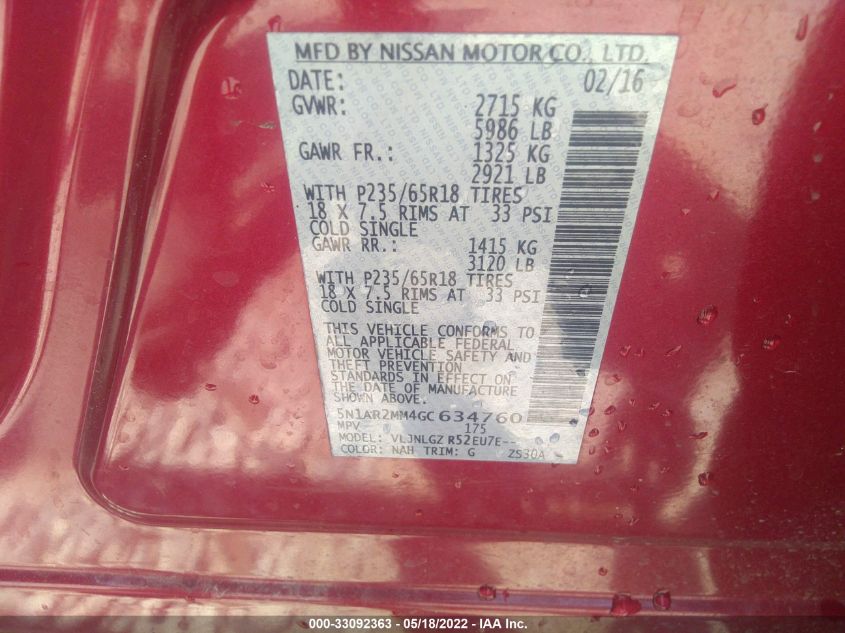 MFD BY NISSAN MOTOR CO., LTD.
DATE: 02/16
GVWR: 2715 KG
5986 LB
GAWR FR.: 1325 KG
2921 LB
WITH P235/65R18 TIRES
18 X 7.5 RIMS AT 33 PSI
COLD SINGLE
GAWR RR.: 1415 KG
3120 LB
WITH P235/65R18 TIRES
18 X 7.5 RIMS AT 33 PSI
COLD SINGLE
THIS VEHICLE CONFORMS TO
ALL APPLICABLE FEDERAL
MOTOR VEHICLE SAFETY AND
THEFT PREVENTION
STANDARDS IN EFFECT ON
THE DATE OF MANUFACTURE
SHOWN ABOVE.
5N1AR2MM4GC634760
MPV 175
MODEL: VLJNLGZ R52EU7E--
COLOR: NAH TRIM: G ZS30A
000-33092363 - 05/18/2022 - IAA Inc.